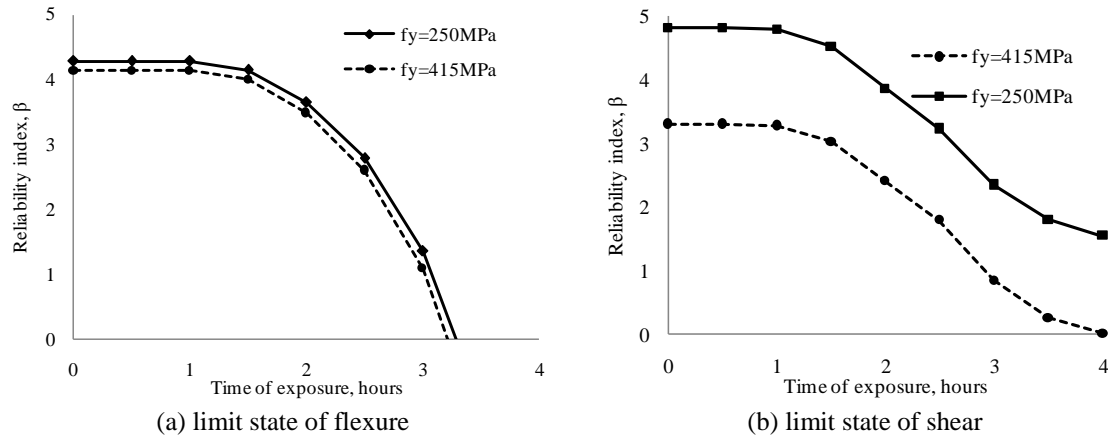 5
4
3
2
1
0
Reliability index, β
fy=250MPa
fy=415MPa
0 1 2 3 4
Time of exposure, hours
(a) limit state of flexure
5
4
3
2
1
0
Reliability index, β
fy=415MPa
fy=250MPa
0 1 2 3 4
Time of exposure, hours
(b) limit state of shear